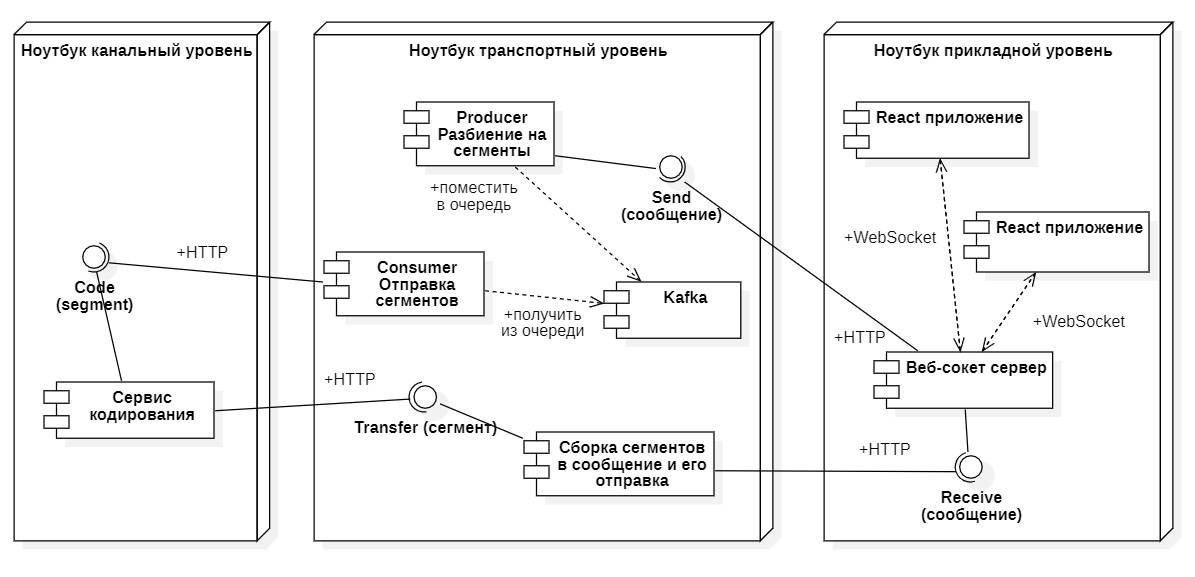 Ноутбук канальный уровень
+HTTP
Code
(segment)
Сервис
кодирования
+HTTP
Ноутбук транспортный уровень
Producer
Разбиение на
сегменты
+поместить
в очередь
Send
(сообщение)
Consumer
Отправка
сегментов
+получить
из очереди
Kafka
Transfer (сегмент)
Сборка сегментов
в сообщение и его
отправка
Ноутбук прикладной уровень
React приложение
React приложение
+WebSocket
+WebSocket
+HTTP
Веб-сокет сервер
+HTTP
Receive
(сообщение)